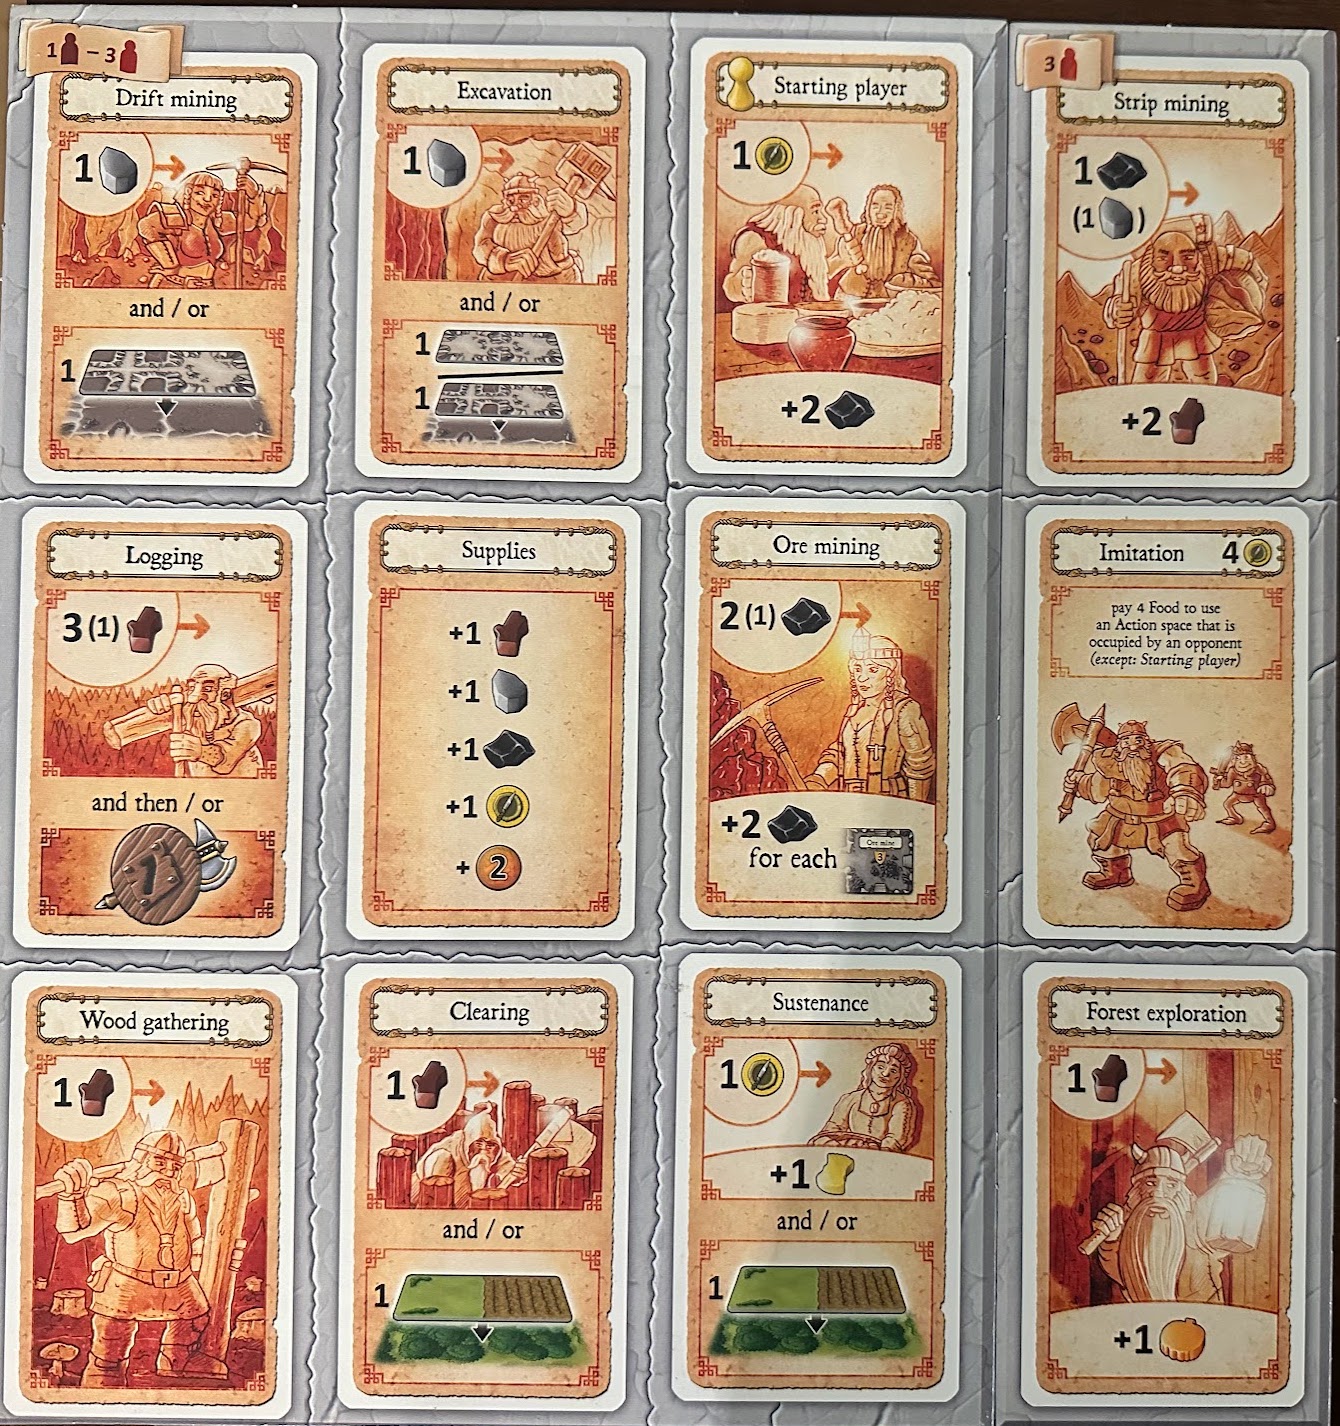 1 – 3
Drift mining
1
and / or
1
Excavation
1
and / or
1
1
Starting player
1
+2
3
Strip mining
1
(1 )
+2
Logging
3 (1)
and then / or
1
Supplies
+1
+1
+1
+1
+ 2
Ore mining
2 (1)
+2
for each
Ore mine
3
Imitation 4
pay 4 Food to use
an Action space that is
occupied by an opponent
(except: Starting player)
Wood gathering
1
Clearing
1
and / or
1
Sustenance
1
+1
and / or
1
Forest exploration
1
+1